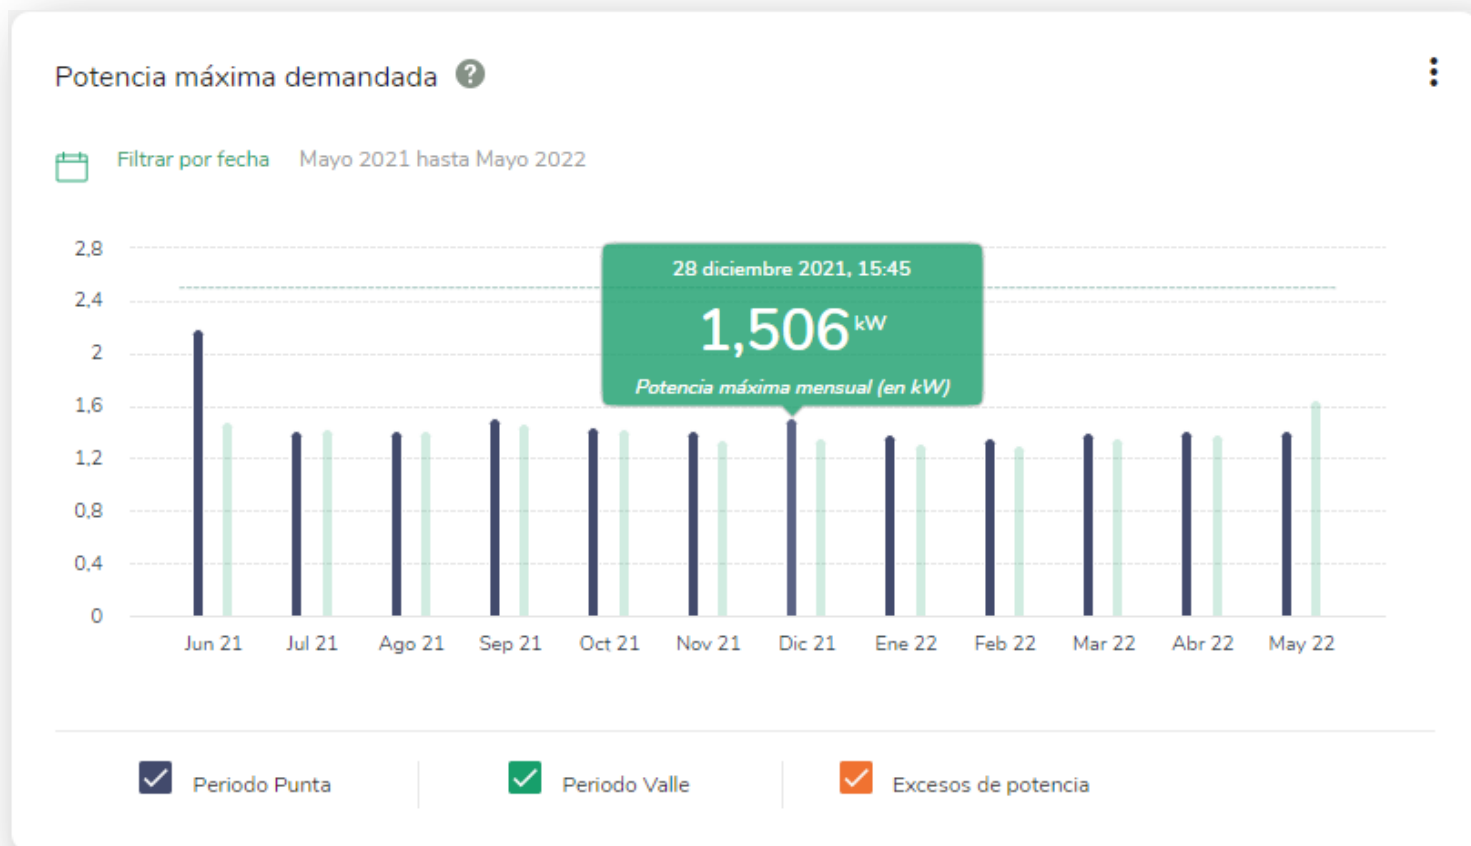 Potencia máxima demandada ?
Filtrar por fecha Mayo 2021 hasta Mayo 2022
2,8
28 diciembre 2021, 15:45
2,4
1,506 kW
2
Potencia máxima mensual (en kW)
1,6
1,2
0,8
0,4
0
Jun 21 Jul 21 Ago 21 Sep 21 Oct 21 Nov 21 Dic 21 Ene 22 Feb 22 Mar 22 Abr 22 May 22
Periodo Punta Periodo Valle Excesos de potencia